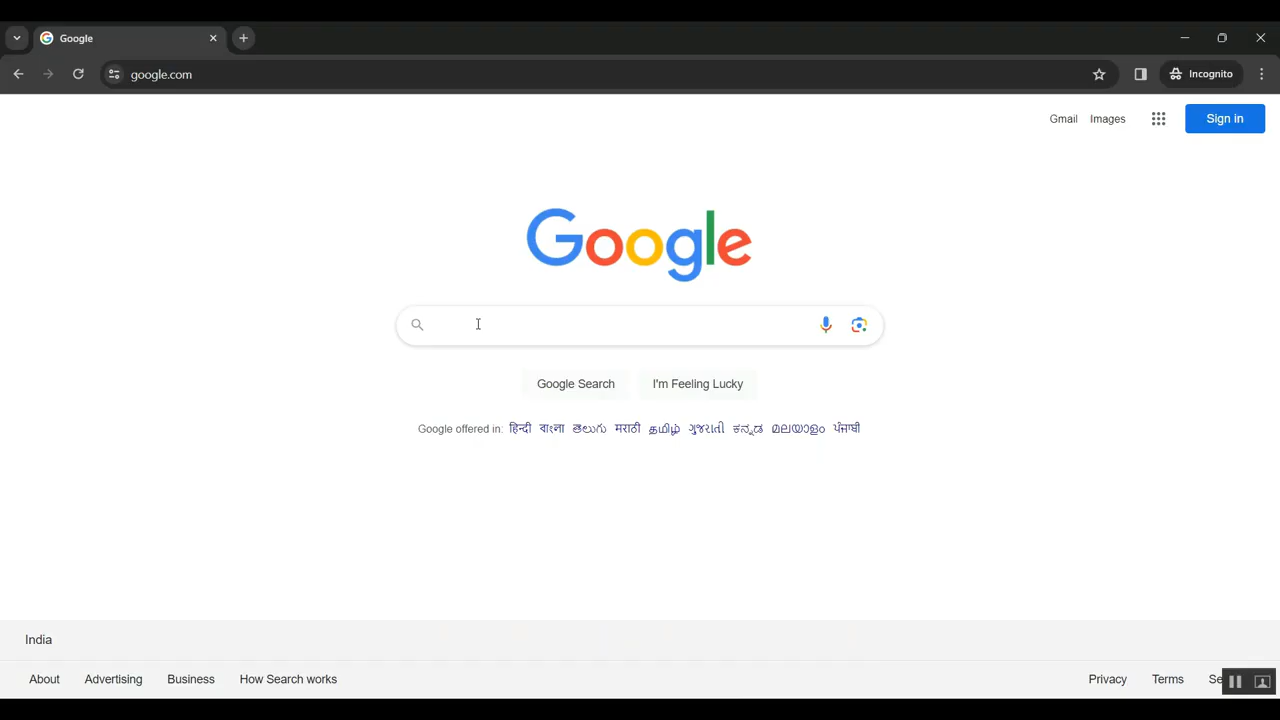 Google
google.com
Incognito
Gmail Images Sign in
Google
Google Search I'm Feeling Lucky
Google offered in: हिन्दी বাংলা తెలుగు मराठी தமிழ் ગુજરાતી ಕನ್ನಡ മലയാളം ਪੰਜਾਬੀ
India
About Advertising Business How Search works Privacy Terms